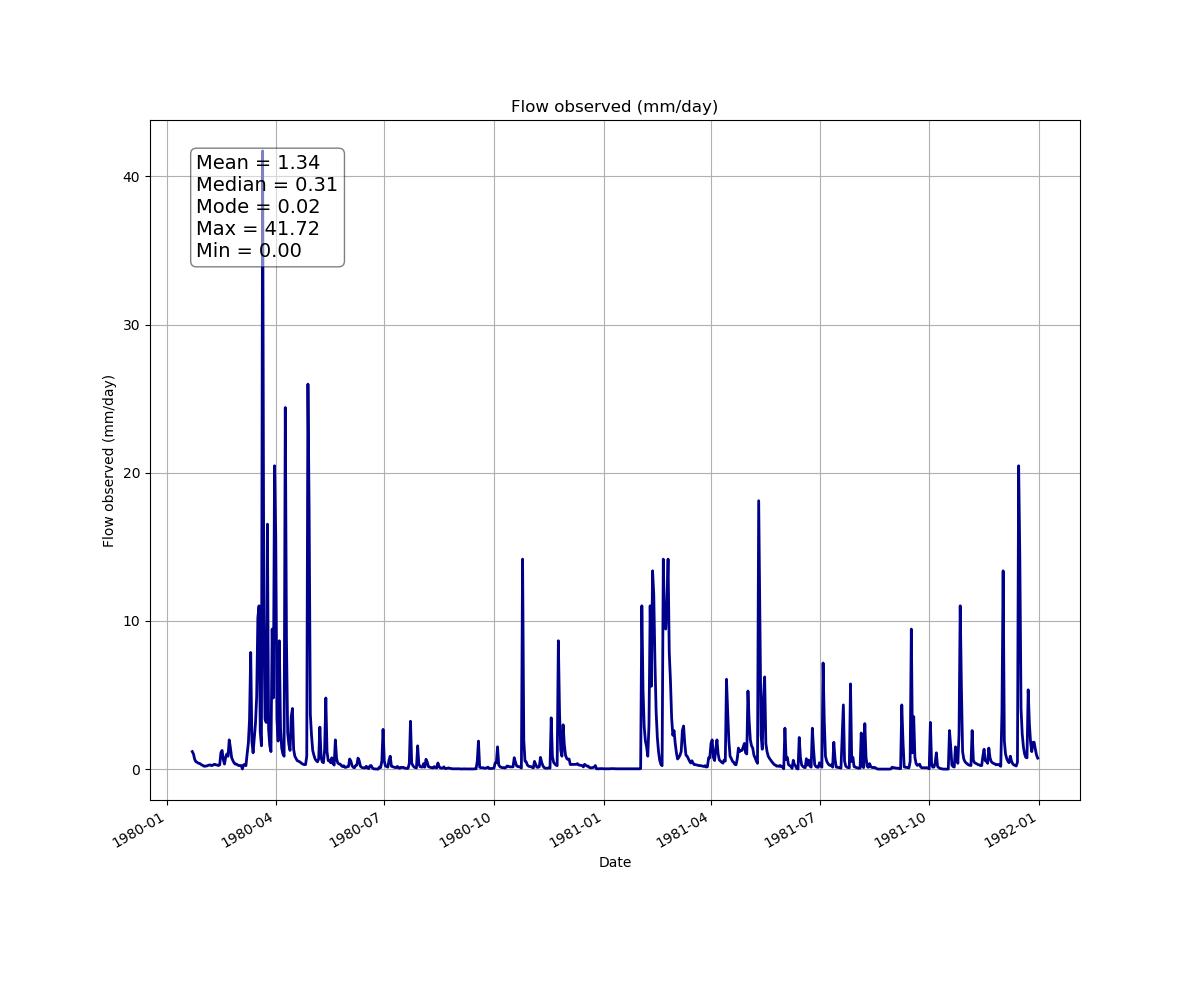 Flow observed (mm/day)
Mean = 1.34
Median = 0.31
Mode = 0.02
Max = 41.72
Min = 0.00
40
30
20
10
0
Flow observed (mm/day)
1980-01
1980-04
1980-07
1980-10
1981-01
1981-04
1981-07
1981-10
1982-01
Date